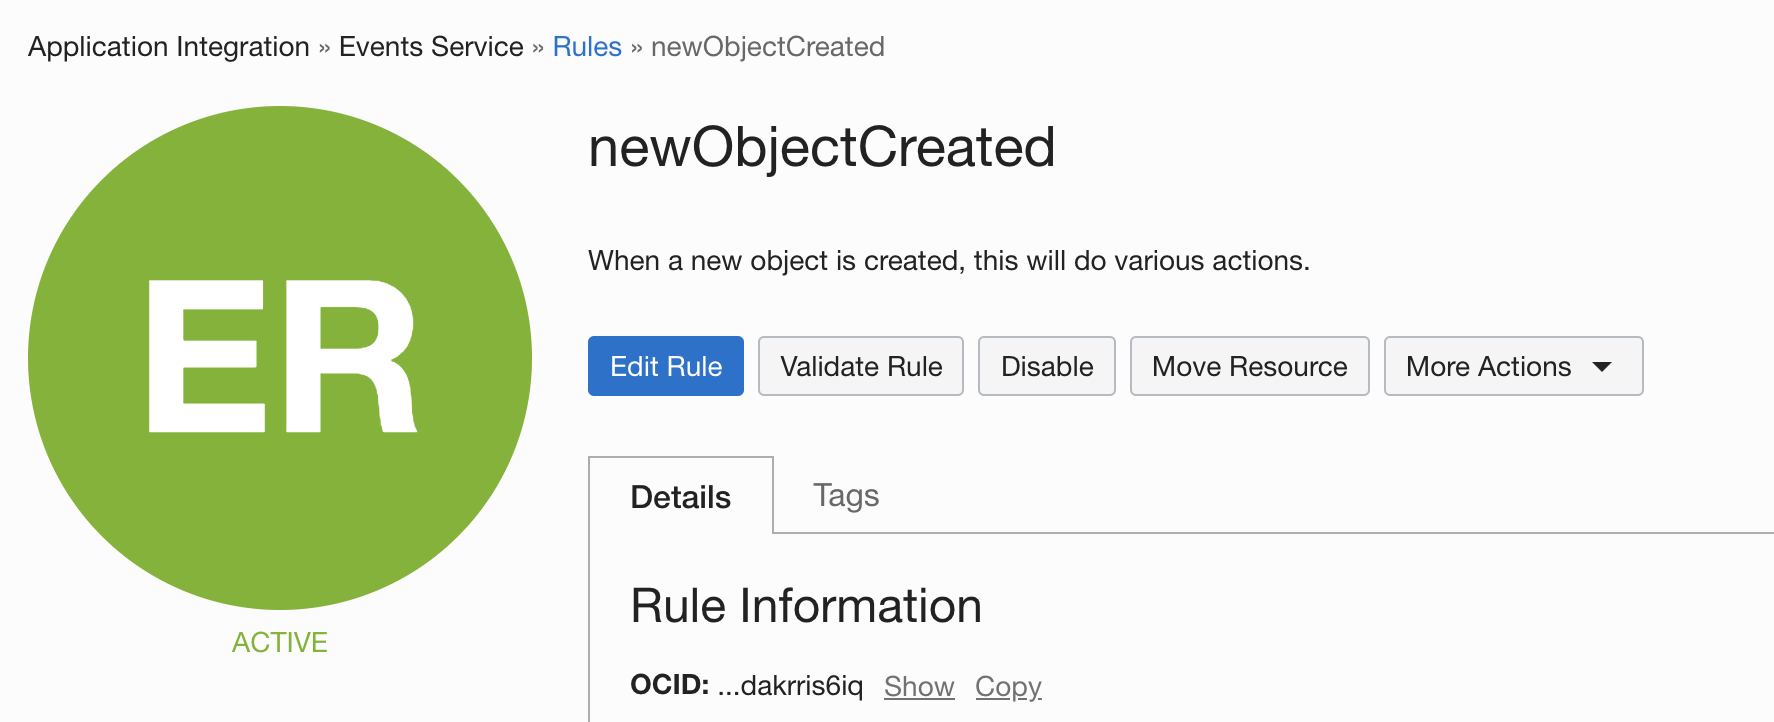 Application Integration » Events Service » Rules » newObjectCreated
ER
ACTIVE
newObjectCreated
When a new object is created, this will do various actions.
Edit Rule Validate Rule Disable Move Resource More Actions
Details Tags
Rule Information
OCID: ...dakrris6iq Show Copy